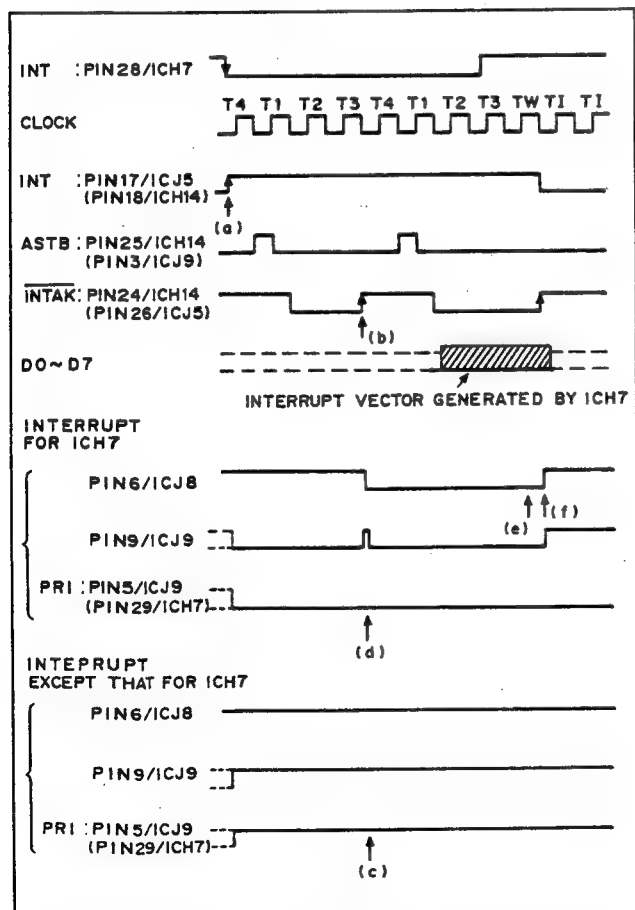 INT : PIN28/ICH7
T4 T1 T2 T3 T4 T1 T2 T3 TW TI TI
CLOCK
INT : PIN17/ICJ5
(PIN18/ICH14)
(a)
ASTB : PIN25/ICH14
(PIN3/ICJ9)
INTAK : PIN24/ICH14
(PIN26/ICJ5)
(b)
D0~D7
INTERRUPT VECTOR GENERATED BY ICH7
INTERRUPT
FOR ICH7
PIN6/ICJ8
(e) (f)
PIN9/ICJ9
PRI : PIN5/ICJ9
(PIN29/ICH7)
(d)
INTEPRUPT
EXCEPT THAT FOR ICH7
PIN6/ICJ8
PIN9/ICJ9
PRI : PIN5/ICJ9
(PIN29/ICH7)
(c)